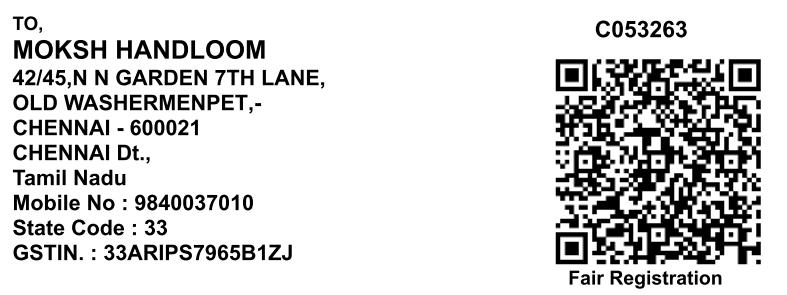 TO,
MOKSH HANDLOOM
42/45,N N GARDEN 7TH LANE,
OLD WASHERMENPET,-
CHENNAI - 600021
CHENNAI Dt.,
Tamil Nadu
Mobile No : 9840037010
State Code : 33
GSTIN. : 33ARIPS7965B1ZJ
C053263
Fair Registration